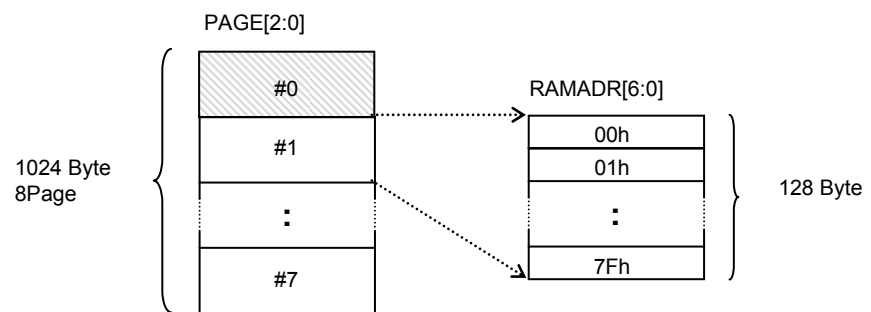 PAGE[2:0]
#0
#1
:
#7
1024 Byte
8Page
RAMADR[6:0]
00h
01h
:
7Fh
128 Byte